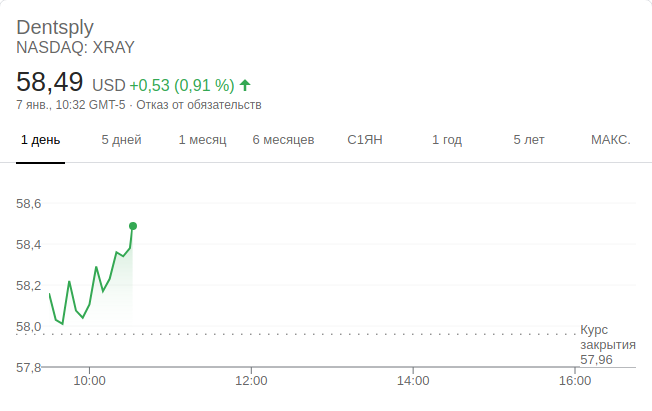 Dentsply
NASDAQ: XRAY
58,49 USD +0,53 (0,91 %)
7 янв., 10:32 GMT-5 · Отказ от обязательств
1 день 5 дней 1 месяц 6 месяцев С1ЯН 1 год 5 лет МАКС.
58,6
58,4
58,2
58,0
Курс
закрытия
57,96
57,8
10:00 12:00 14:00 16:00